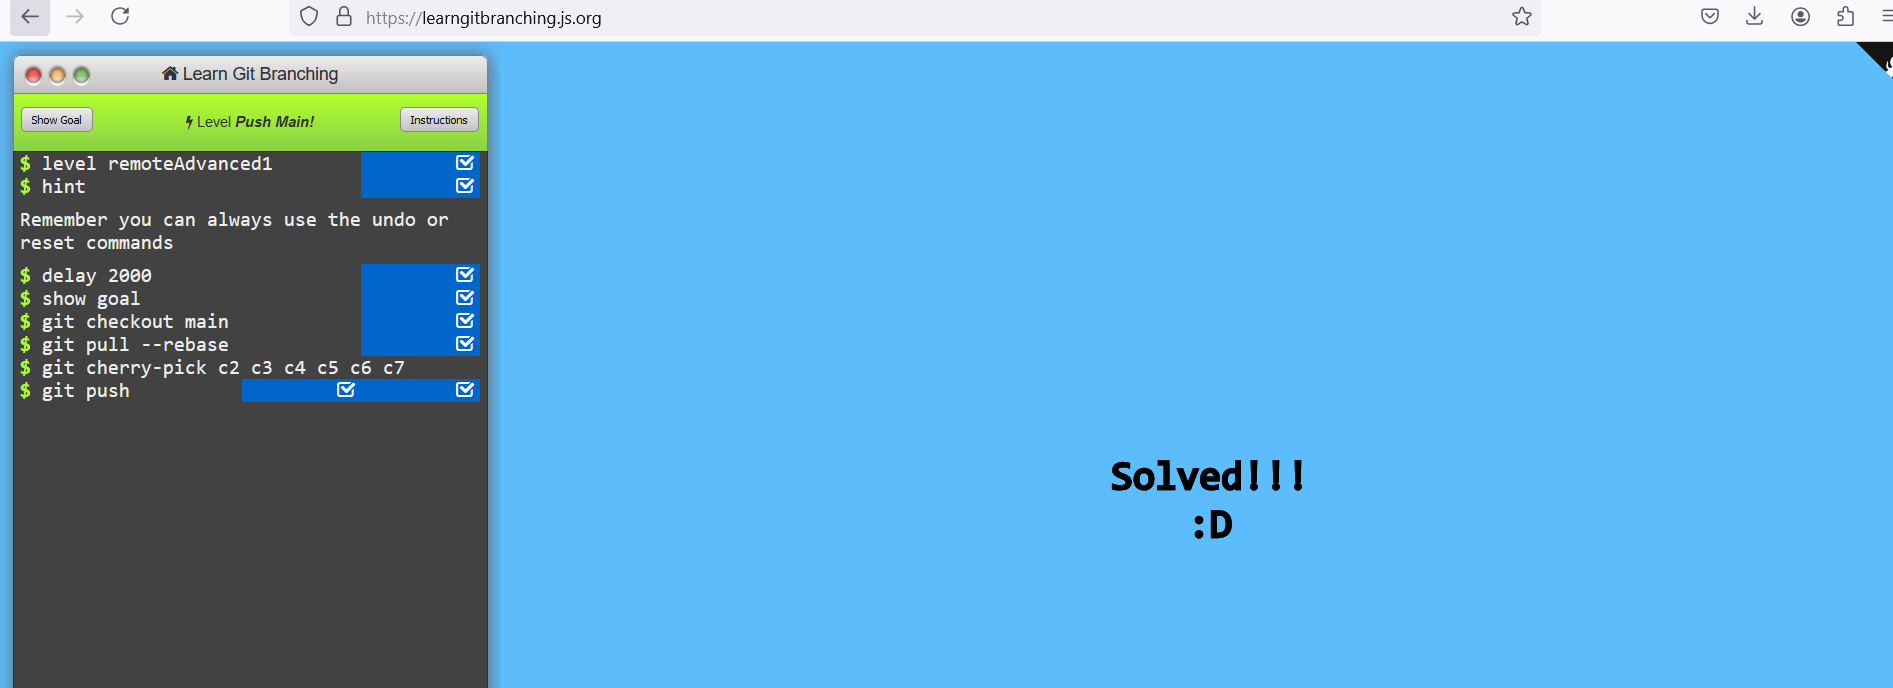 https://learngitbranching.js.org
Learn Git Branching
Show Goal
Level Push Main!
Instructions
$ level remoteAdvanced1
$ hint
Remember you can always use the undo or
reset commands
$ delay 2000
$ show goal
$ git checkout main
$ git pull --rebase
$ git cherry-pick c2 c3 c4 c5 c6 c7
$ git push
Solved!!!
:D